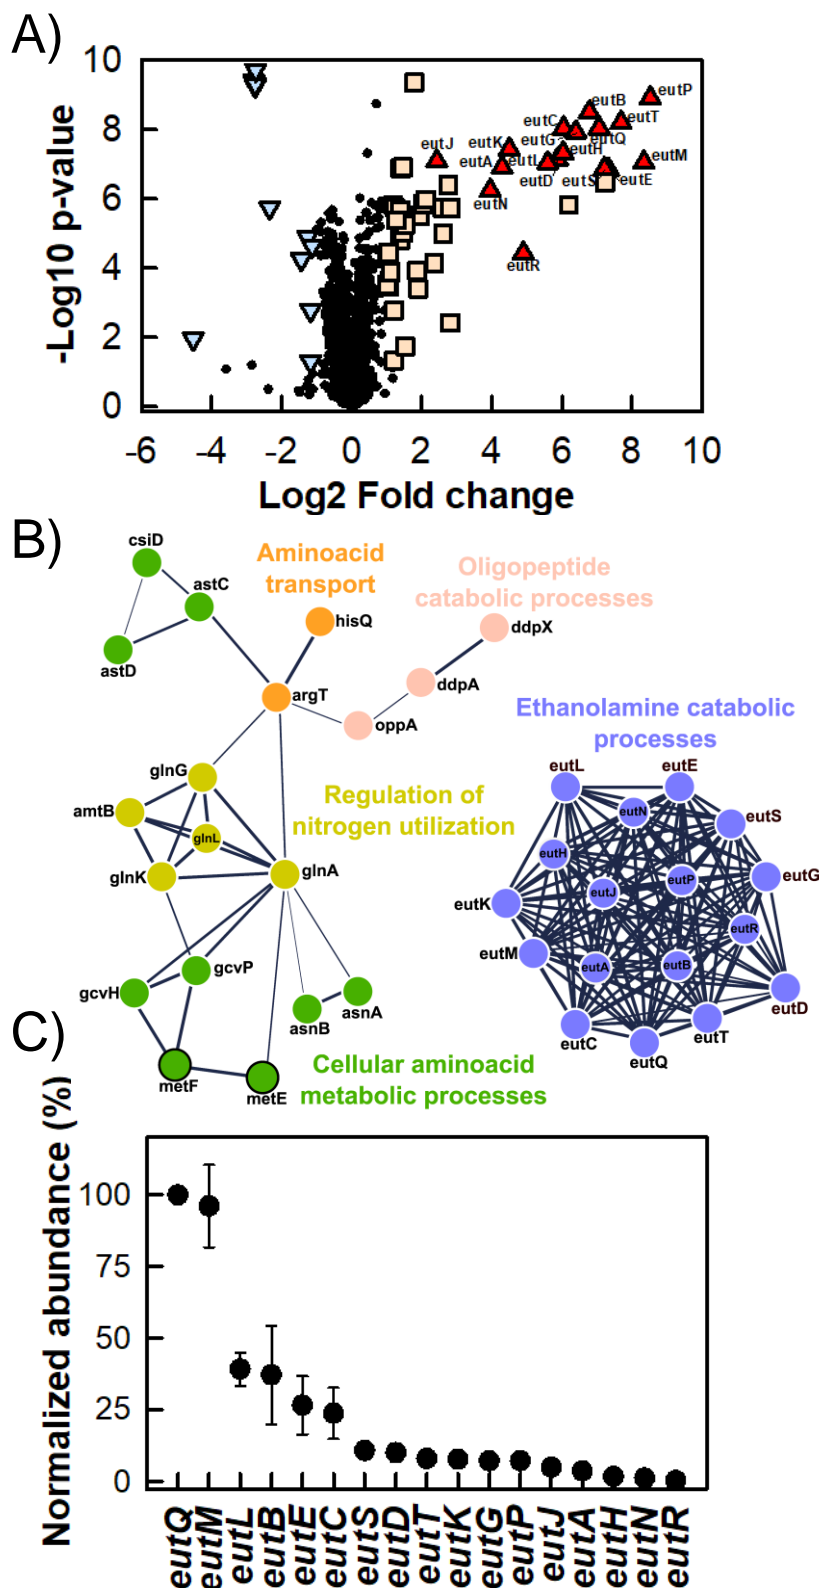 A)
-Log10 p-value
10
8
6
4
2
0
-6 -4 -2 0 2 4 6 8 10
Log2 Fold change
eutP
eutB
eutC
eutT
eutJ
eutK
eutG
eutQ
eutA
eutL
eutH
eutM
eutD
eutS
eutE
eutN
eutR
B)
csiD
Aminoacid
transport
Oligopeptide
catabolic processes
astC
hisQ
ddpX
astD
argT
ddpA
oppA
Ethanolamine catabolic
processes
glnG
Regulation of
nitrogen utilization
amtB
glnL
glnK
glnA
eutL
eutE
eutN
eutS
eutH
eutP
eutG
eutJ
eutK
eutR
eutM
eutA
eutB
eutD
eutC
eutT
eutQ
gcvP
gcvH
asnA
asnB
metF
metE
Cellular aminoacid
metabolic processes
C)
Normalized abundance (%)
100
75
50
25
0
eutQ eutM eutL eutB eutE eutC eutS eutD eutT eutK eutG eutP eutJ eutA eutH eutN eutR